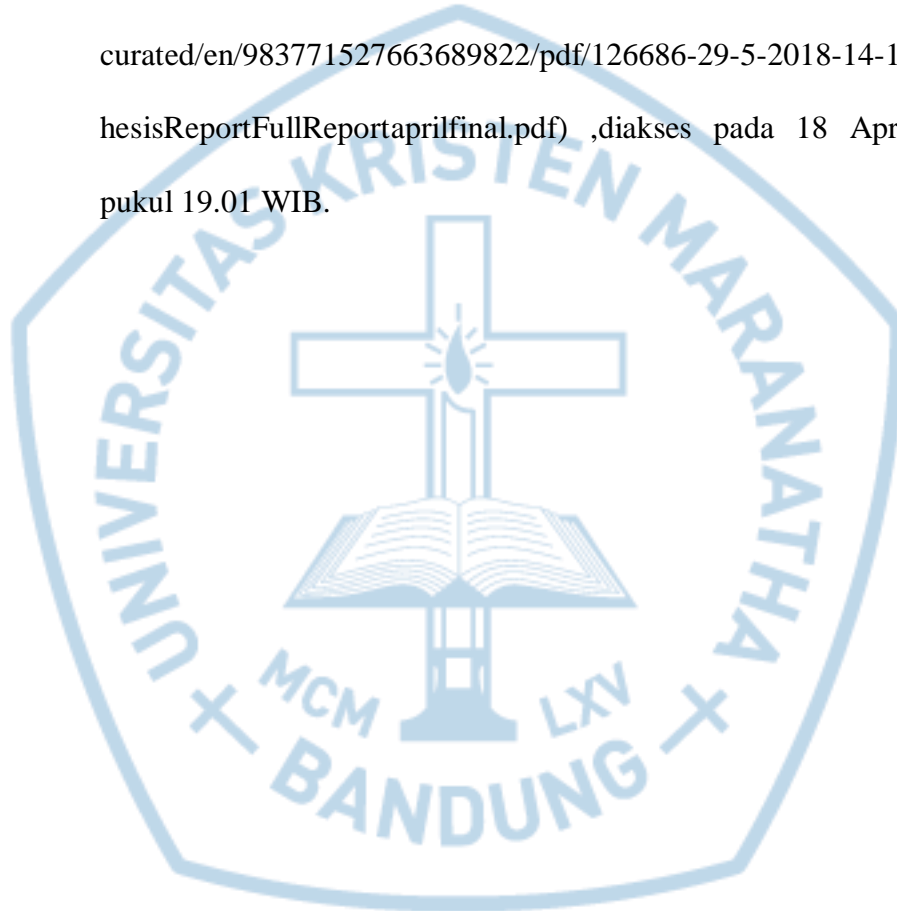 curated/en/983771527663689822/pdf/126686-29-5-2018-14-1
hesisReportFullReportaprilfinal.pdf) ,diakses pada 18 Apr
pukul 19.01 WIB.
UNIVERSITAS KRISTEN MARANATHA
MCM LXV
BANDUNG